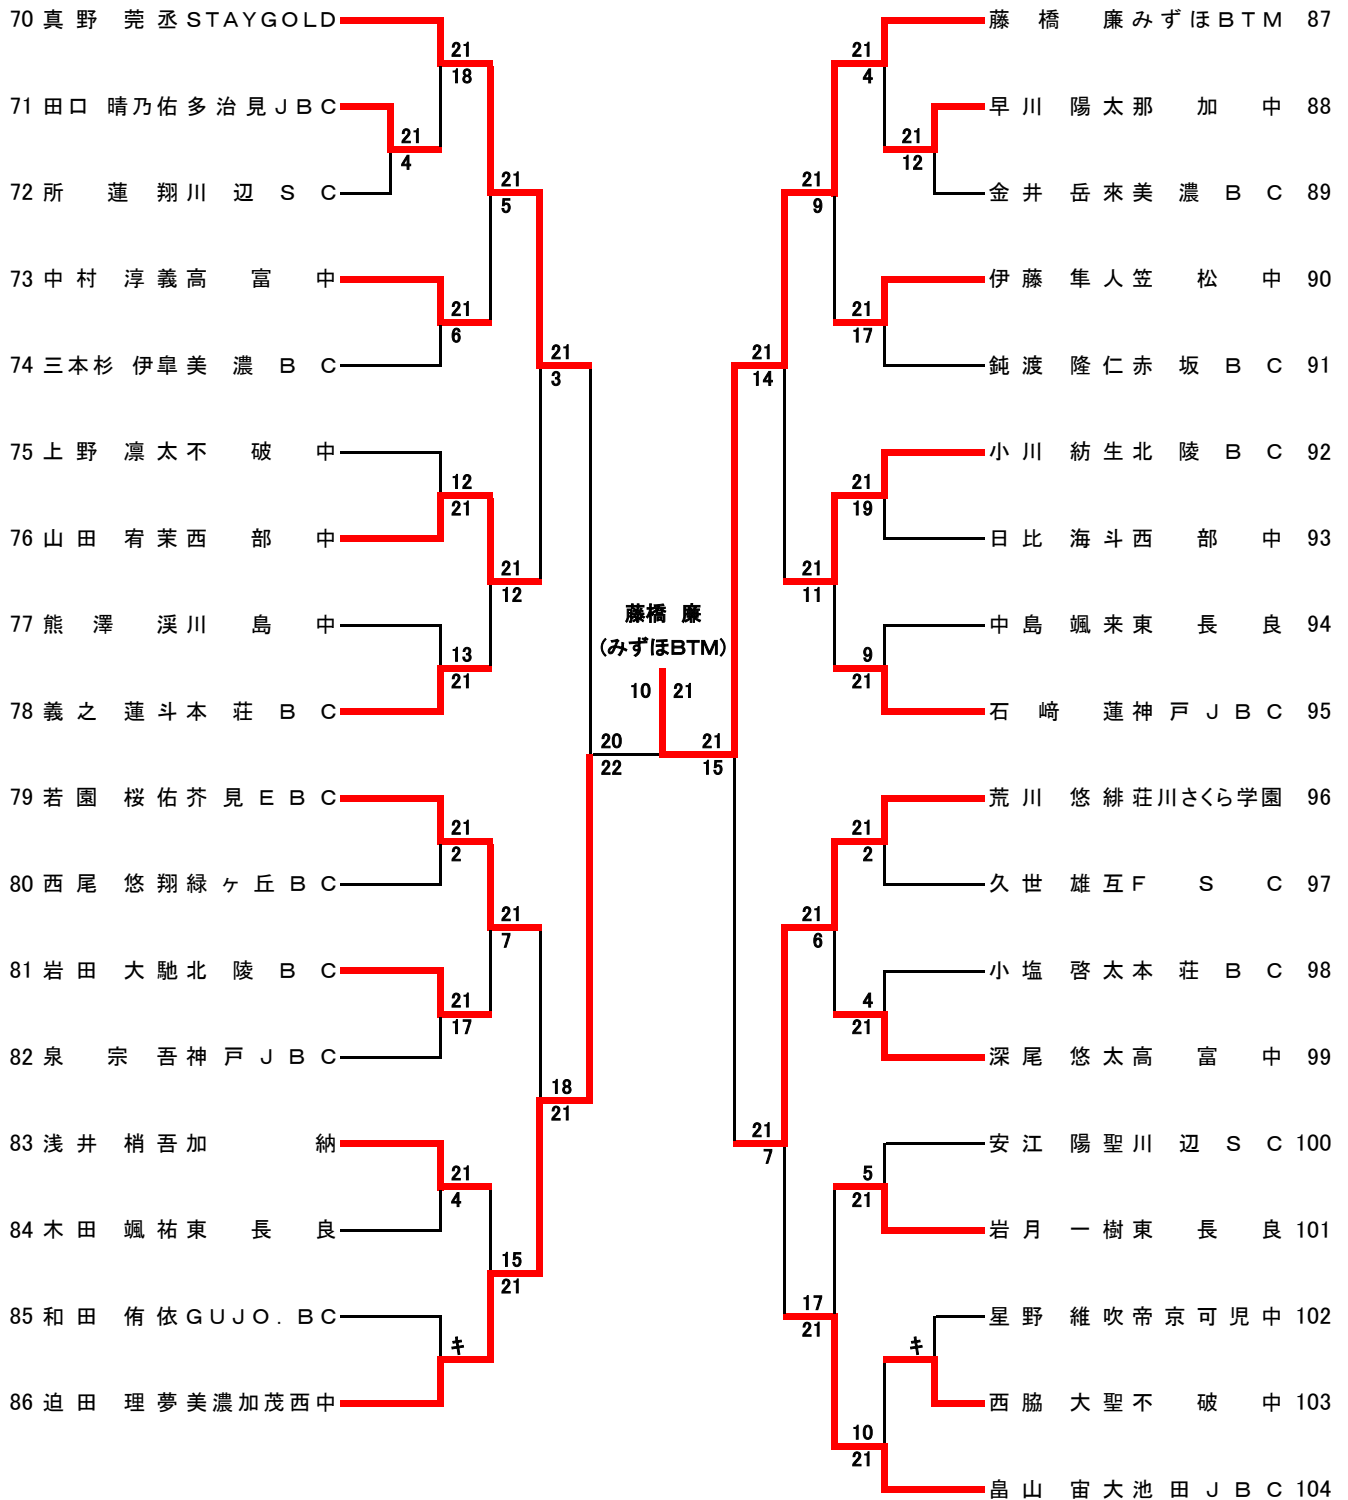 70 真野 莞丞 STAYGOLD
21
18
71 田口 晴乃佑 多治見JBC
21
4
72 所 蓮翔 川辺SC
21
5
73 中村 淳義 高富中
21
6
74 三本杉 伊皐 美濃BC
21
3
75 上野 凛太 不破中
12
21
76 山田 宥茉 西部中
21
12
77 熊澤 渓 川島中
13
21
78 義之 蓮斗 本荘BC
20
22
79 若園 桜佑 芥見EBC
21
2
80 西尾 悠翔 緑ヶ丘BC
21
7
81 岩田 大馳 北陵BC
21
17
82 泉 宗吾 神戸JBC
18
21
83 浅井 梢吾 加納
21
4
84 木田 颯祐 東長良
15
21
85 和田 侑依 GUJO.BC
キ
86 迫田 理夢 美濃加茂西中
藤橋 廉
(みずほBTM)
10 21
藤橋 廉 みずほBTM 87
21
4
早川 陽太 那加中 88
21
12
金井 岳來 美濃BC 89
21
9
伊藤 隼人 笠松中 90
21
17
鈍渡 隆仁 赤坂BC 91
21
14
小川 紡生 北陵BC 92
21
19
日比 海斗 西部中 93
21
11
中島 颯来 東長良 94
9
21
石﨑 蓮 神戸JBC 95
21
15
荒川 悠緋 荘川さくら学園 96
21
2
久世 雄互 FSC 97
21
6
小塩 啓太 本荘BC 98
4
21
深尾 悠太 高富中 99
21
7
安江 陽聖 川辺SC 100
5
21
岩月 一樹 東長良 101
17
21
星野 維吹 帝京可児中 102
キ
西脇 大聖 不破中 103
10
21
畠山 宙大 池田JBC 104